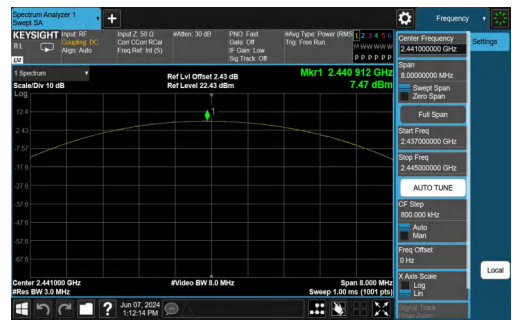 Spectrum Analyzer 1
Swept SA
Frequency
KEYSIGHT
RL
Input: RF
Coupling: DC
Align: Auto
Input Z: 50 Ω
Corr CCorr RCal
Freq Ref: Int (S)
#Atten: 30 dB
PNO: Fast
Gate: Off
IF Gain: Low
Sig Track: Off
#Avg Type: Power (RMS
Trig: Free Run
1 2 3 4 5 6
M W W W W W
P P P P P P
LV
1 Spectrum
Scale/Div 10 dB
Log
Ref Lvl Offset 2.43 dB
Ref Level 22.43 dBm
Mkr1 2.440 912 GHz
7.47 dBm
1
12.4
2.43
-7.57
-17.6
-27.6
-37.6
-47.6
-57.6
-67.6
Center 2.441000 GHz
#Res BW 3.0 MHz
#Video BW 8.0 MHz
Span 8.000 MHz
Sweep 1.00 ms (1001 pts)
Center Frequency
2.441000000 GHz
Settings
Span
8.00000000 MHz
Swept Span
Zero Span
Full Span
Start Freq
2.437000000 GHz
Stop Freq
2.445000000 GHz
AUTO TUNE
CF Step
800.000 kHz
Auto
Man
Freq Offset
0 Hz
X Axis Scale
Log
Lin
Local
Signal Track
(Span Zoom)
?
Jun 07, 2024
1:12:14 PM